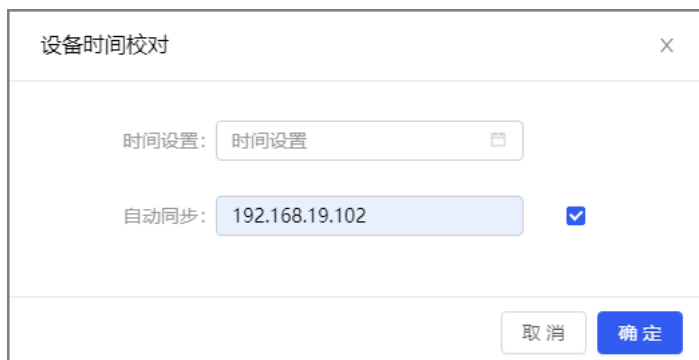 设备时间校对
时间设置: 时间设置
自动同步: 192.168.19.102
取 消 确 定